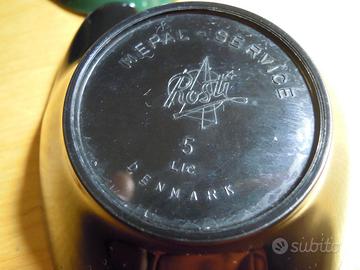 MEPAL - SERVICE
Rosti
5
Lic
DENMARK
subito